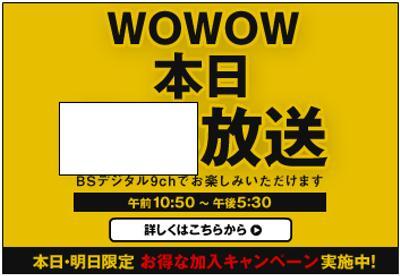 WOWOW
本日
放送
BSデジタル9chでお楽しみいただけます
午前10:50～午後5:30
詳しくはこちらから
本日・明日限定 お得な加入キャンペーン実施中!